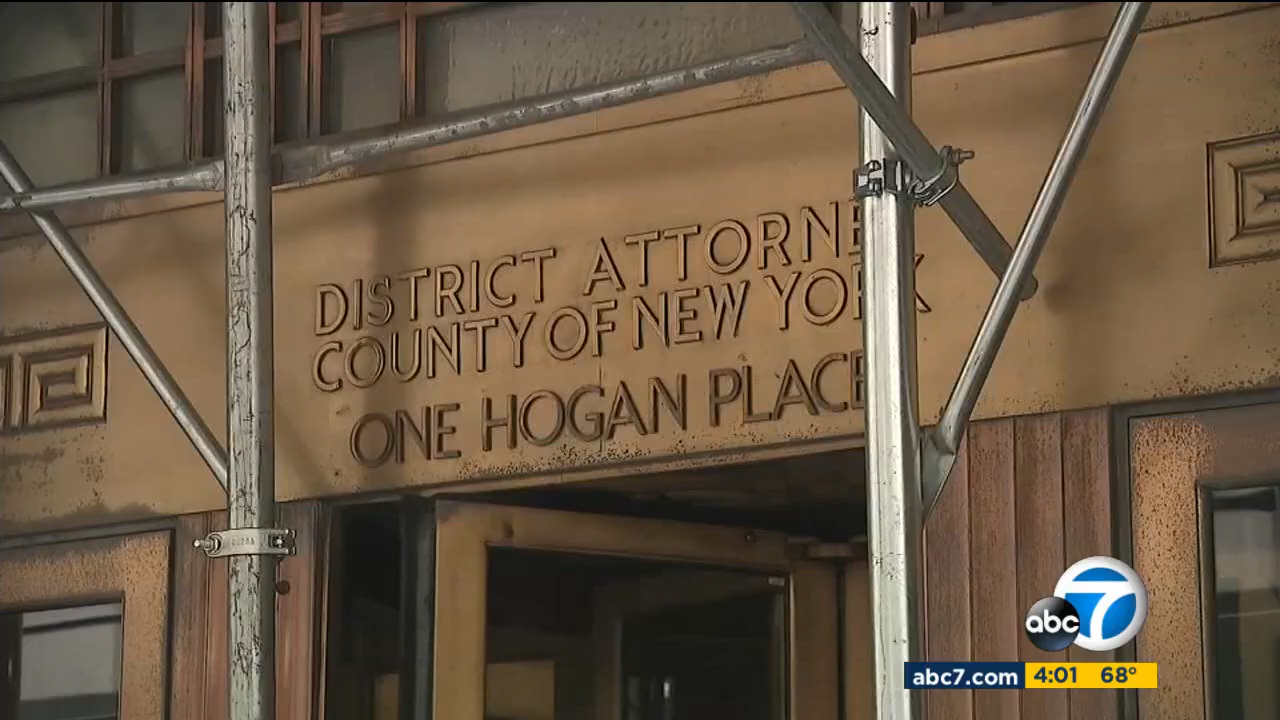 DISTRICT ATTORNE
COUNTY OF NEW YORK
ONE HOGAN PLACE
abc 7
abc7.com 4:01 68°